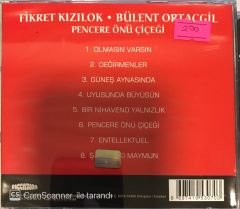 FİKRET KIZILOK • BÜLENT ORTAÇGİL
PENCERE ÖNÜ ÇİÇEĞİ
200
1. OLMASIN VARSIN
2. DEĞİRMENLER
3. GÜNEŞ AYNASINDA
4. UYUSUNDA BÜYÜSÜN
5. BİR NİHAVEND YALNIZLIK
6. PENCERE ÖNÜ ÇİÇEĞİ
7. ENTELLEKTUEL
8. MAYMUN
CS CamScanner ile tarandı